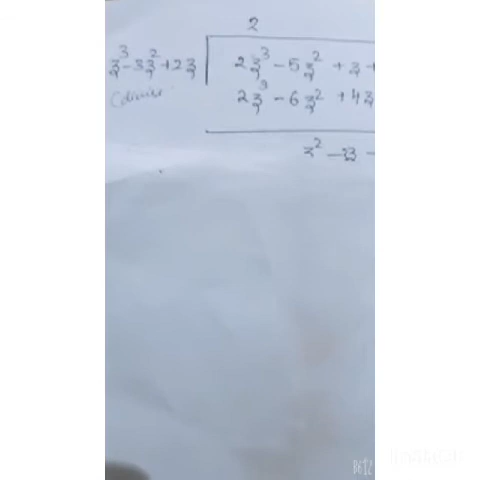 2
z³-3z²+2z 2z³ - 5z² + z +
2z³ - 6z² + 4z
z² - 3z -